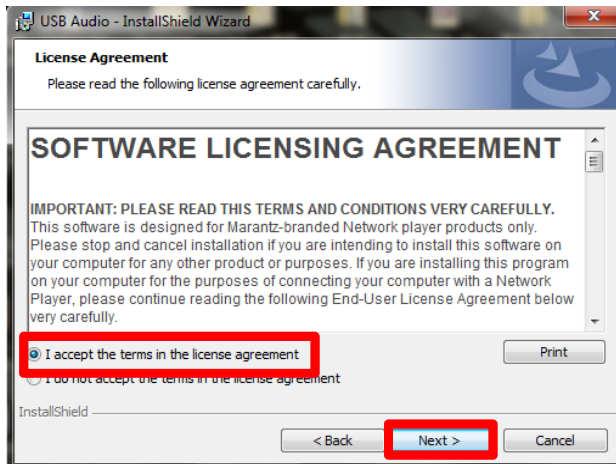 USB Audio - InstallShield Wizard
License Agreement
Please read the following license agreement carefully.
SOFTWARE LICENSING AGREEMENT
IMPORTANT: PLEASE READ THIS TERMS AND CONDITIONS VERY CAREFULLY.
This software is designed for Marantz-branded Network player products only.
Please stop and cancel installation if you are intending to install this software on
your computer for any other product or purposes. If you are installing this program
on your computer for the purposes of connecting your computer with a Network
Player, please continue reading the following End-User License Agreement below
very carefully.
I accept the terms in the license agreement
Print
I do not accept the terms in the license agreement
InstallShield
< Back
Next >
Cancel